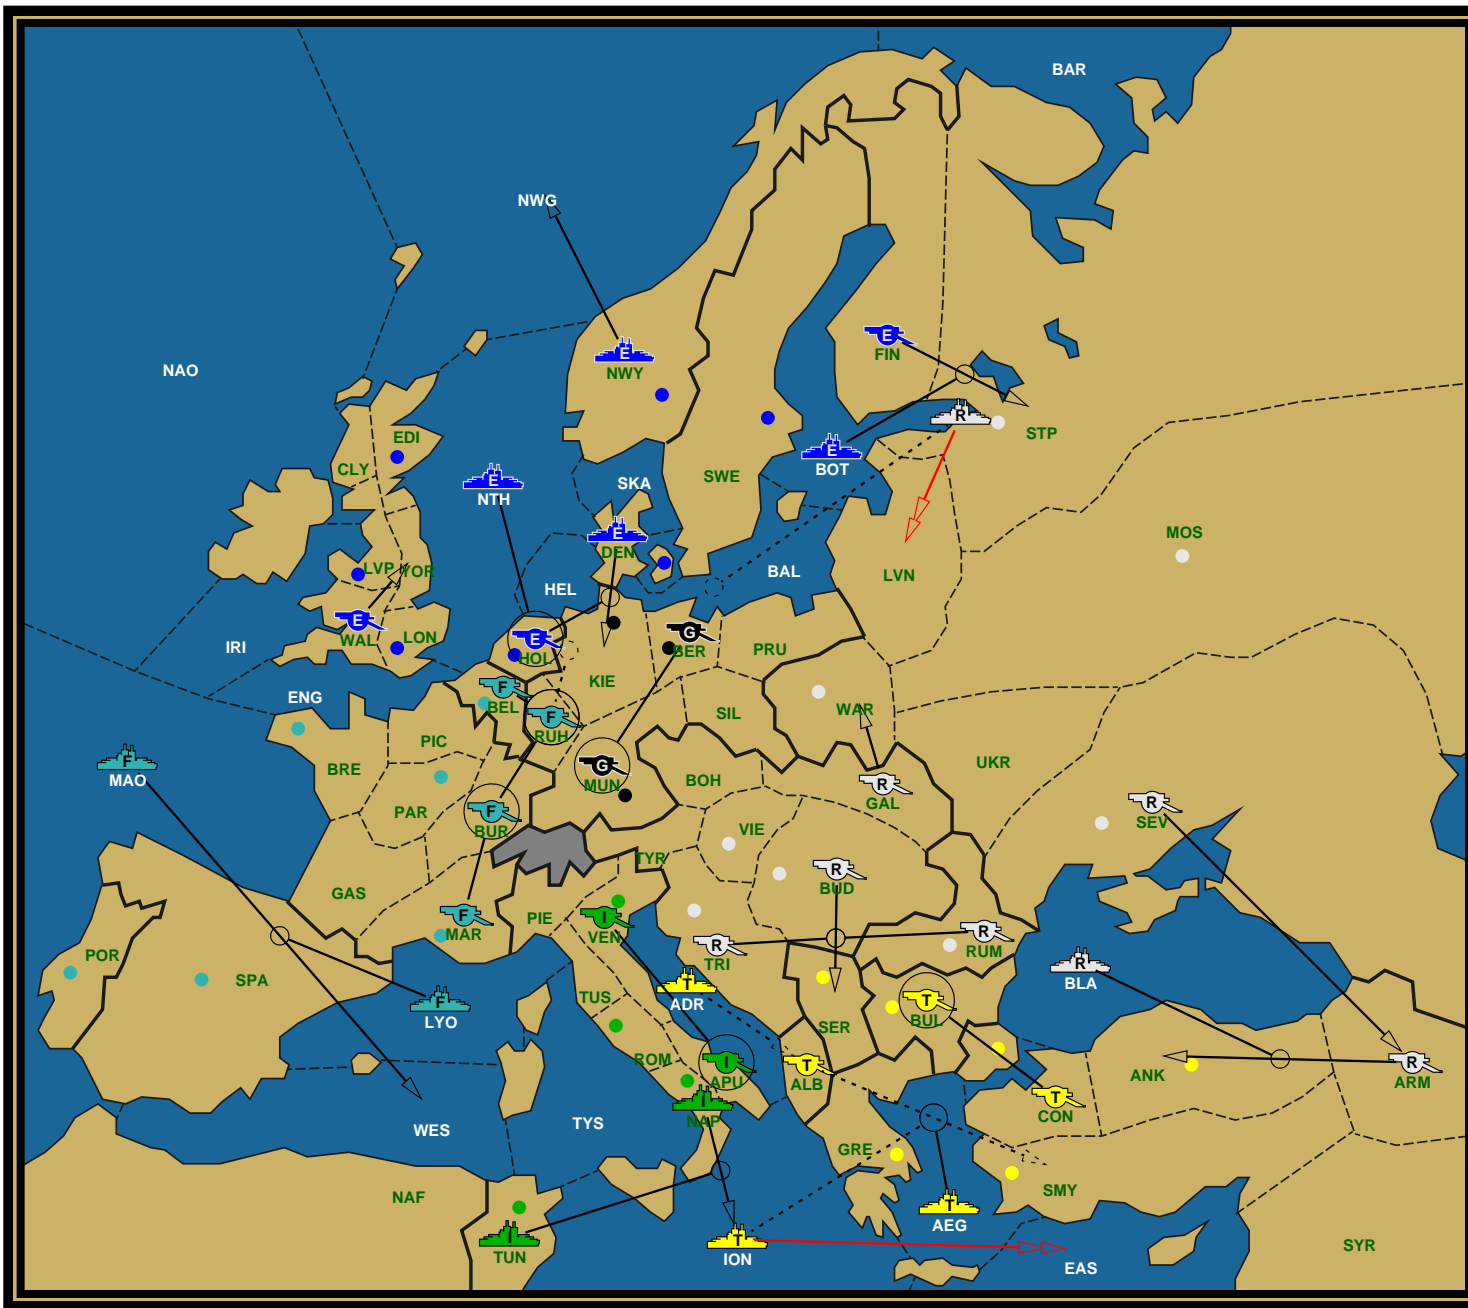 BAR
NWG
E
FIN
E
NWY
NAO
R
STP
EDI
E
BOT
CLY
SWE
E
NTH
SKA
E
DEN
MOS
LVP
YOR
HEL
BAL
LVN
E
WAL
LON
IRI
E
HOL
G
BER
PRU
KIE
ENG
F
BEL
SIL
WAR
F
RUH
PIC
BRE
F
MAO
G
MUN
BOH
UKR
R
GAL
R
SEV
PAR
F
BUR
VIE
TYR
R
BUD
GAS
F
MAR
PIE
I
VEN
R
TRI
R
RUM
POR
SPA
R
BLA
F
LYO
TUS
T
ADR
T
BUL
SER
ROM
I
APU
T
ALB
ANK
R
ARM
I
NAP
T
CON
WES
TYS
GRE
NAF
SMY
I
TUN
T
AEG
T
ION
EAS
SYR